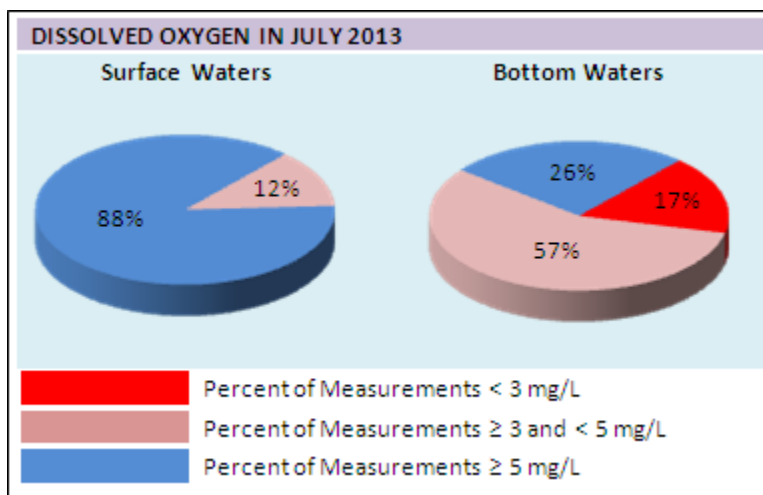 DISSOLVED OXYGEN IN JULY 2013
Surface Waters
Bottom Waters
88%
12%
26%
17%
57%
Percent of Measurements < 3 mg/L
Percent of Measurements ≥ 3 and < 5 mg/L
Percent of Measurements ≥ 5 mg/L